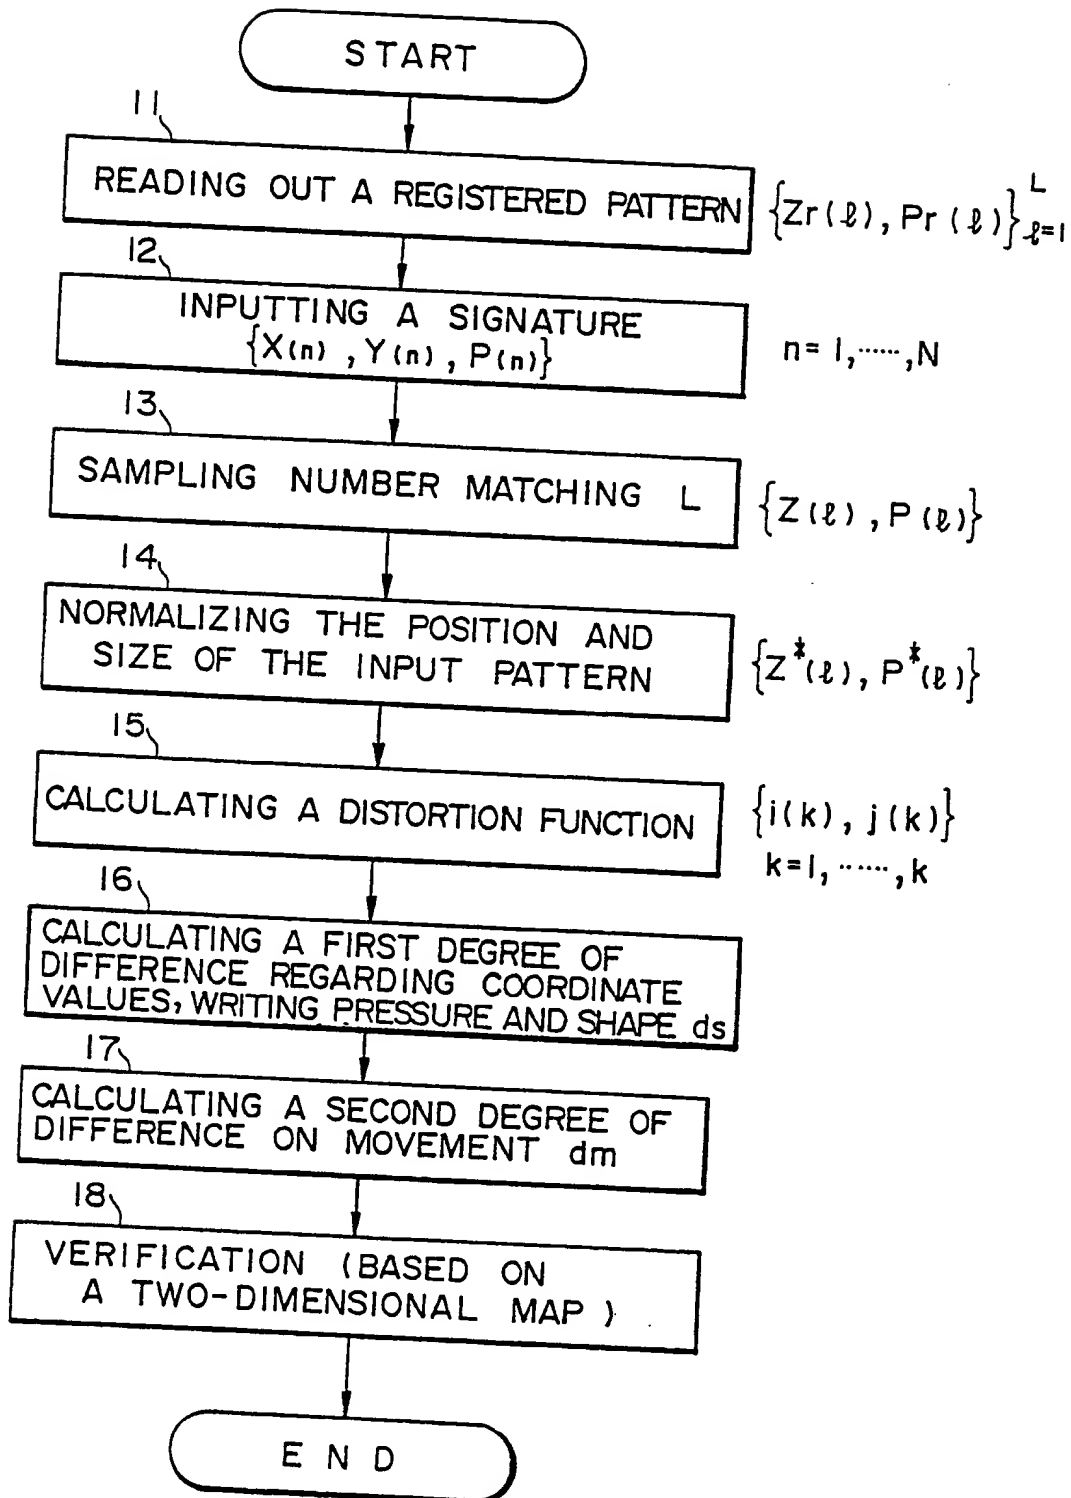 START
11
READING OUT A REGISTERED PATTERN {Zr(ℓ), Pr(ℓ)}^L_ℓ=1
12
INPUTTING A SIGNATURE
{X(n), Y(n), P(n)} n=1,......,N
13
SAMPLING NUMBER MATCHING L {Z(ℓ), P(ℓ)}
14
NORMALIZING THE POSITION AND
SIZE OF THE INPUT PATTERN {Z*(ℓ), P*(ℓ)}
15
CALCULATING A DISTORTION FUNCTION {i(k), j(k)}
k=1,......,k
16
CALCULATING A FIRST DEGREE OF
DIFFERENCE REGARDING COORDINATE
VALUES, WRITING PRESSURE AND SHAPE ds
17
CALCULATING A SECOND DEGREE OF
DIFFERENCE ON MOVEMENT dm
18
VERIFICATION (BASED ON
A TWO-DIMENSIONAL MAP)
END